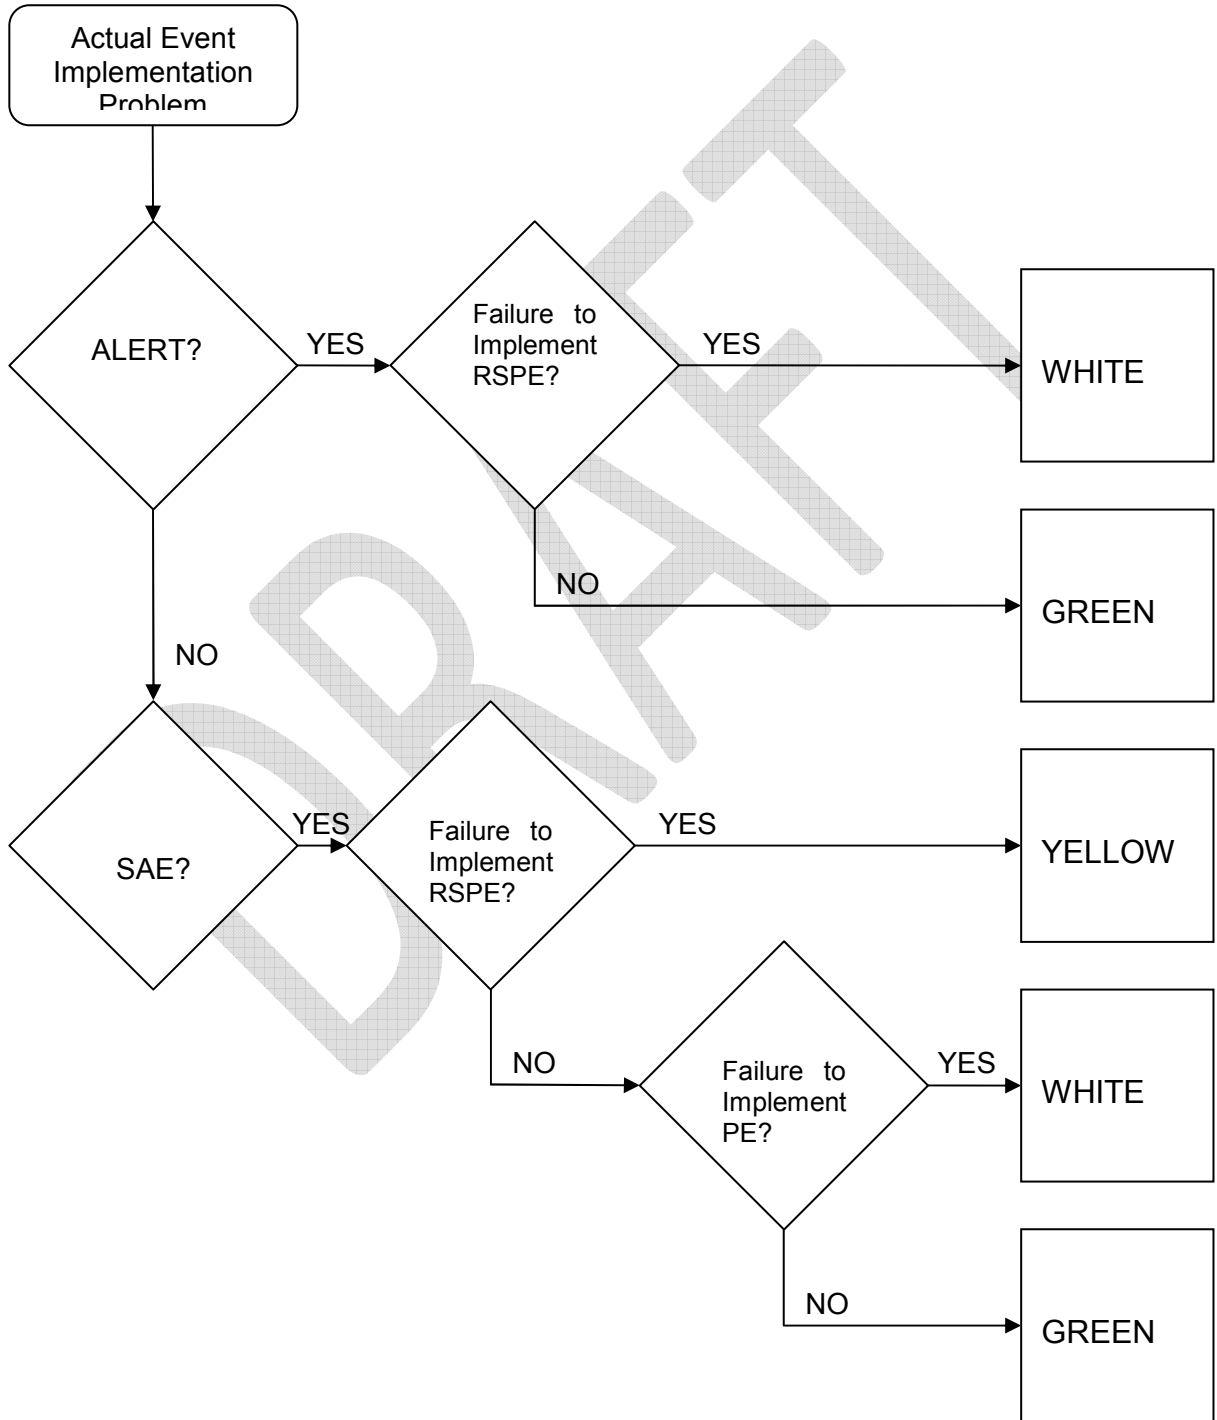 Actual Event
Implementation
Problem
ALERT?
YES
Failure to
Implement
RSPE?
YES
WHITE
NO
GREEN
NO
SAE?
YES
Failure to
Implement
RSPE?
YES
YELLOW
NO
Failure to
Implement
PE?
YES
WHITE
NO
GREEN
DRAFT